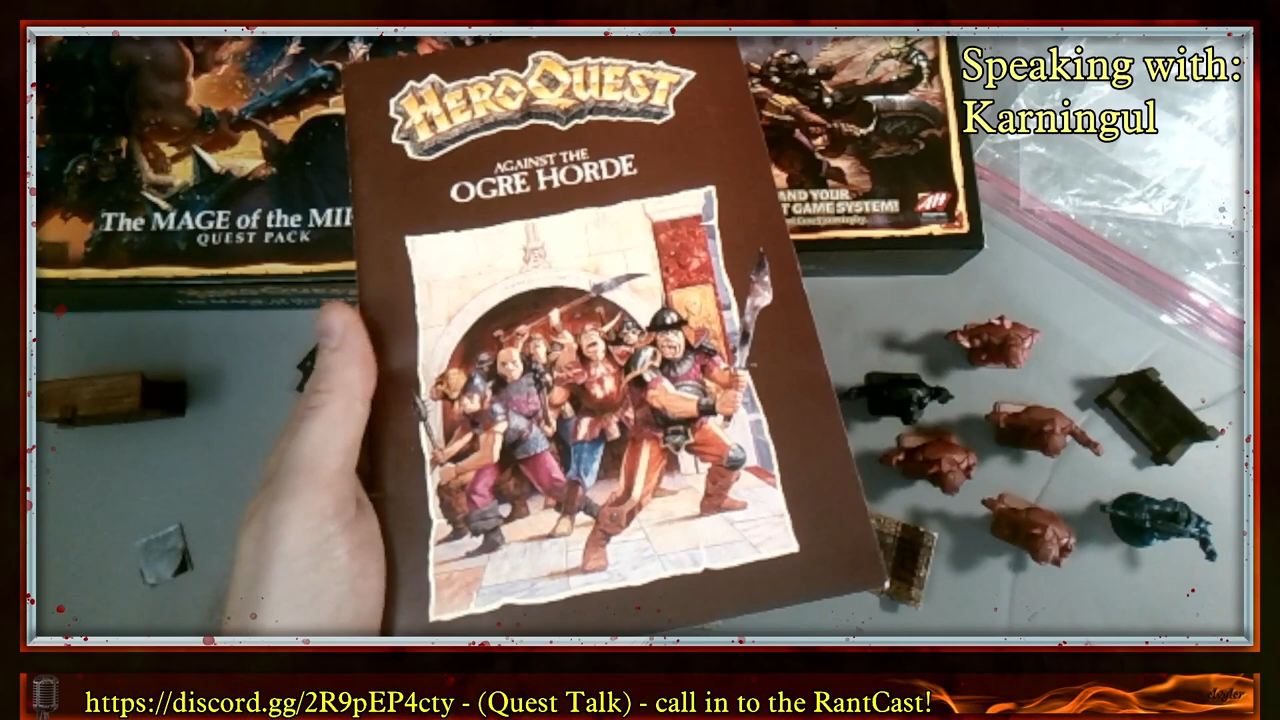 Speaking with:
Karningul
HEROQUEST
AGAINST THE
OGRE HORDE
The MAGE of the MI
QUEST PACK
AND YOUR
GAME SYSTEM!
AH
https://discord.gg/2R9pEP4cty - (Quest Talk) - call in to the RantCast!